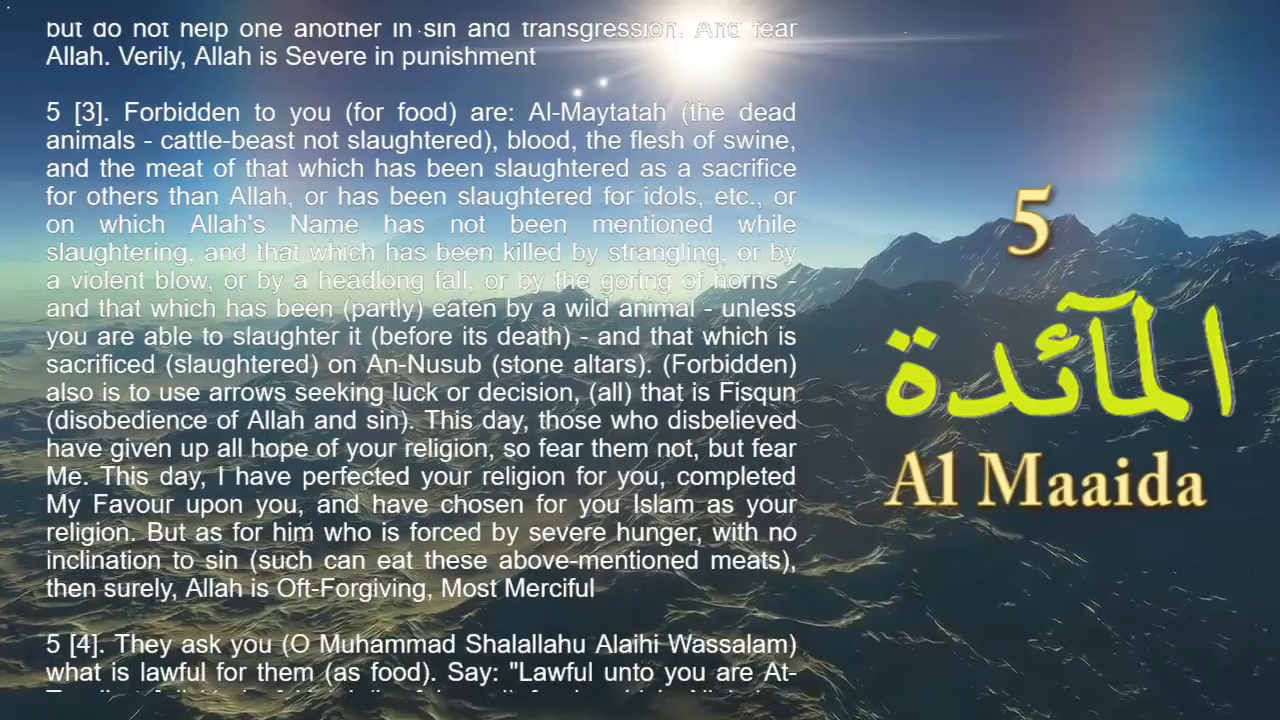 but do not help one another in sin and transgression. And fear
Allah. Verily, Allah is Severe in punishment
5 [3]. Forbidden to you (for food) are: Al-Maytatah (the dead
animals - cattle-beast not slaughtered), blood, the flesh of swine,
and the meat of that which has been slaughtered as a sacrifice
for others than Allah, or has been slaughtered for idols, etc., or
on which Allah's Name has not been mentioned while
slaughtering, and that which has been killed by strangling, or by
a violent blow, or by a headlong fall, or by the goring of horns -
and that which has been (partly) eaten by a wild animal - unless
you are able to slaughter it (before its death) - and that which is
sacrificed (slaughtered) on An-Nusub (stone altars). (Forbidden)
also is to use arrows seeking luck or decision, (all) that is Fisqun
(disobedience of Allah and sin). This day, those who disbelieved
have given up all hope of your religion, so fear them not, but fear
Me. This day, I have perfected your religion for you, completed
My Favour upon you, and have chosen for you Islam as your
religion. But as for him who is forced by severe hunger, with no
inclination to sin (such can eat these above-mentioned meats),
then surely, Allah is Oft-Forgiving, Most Merciful
5 [4]. They ask you (O Muhammad Shalallahu Alaihi Wassalam)
what is lawful for them (as food). Say: "Lawful unto you are At-
5
المآئدة
Al Maaida